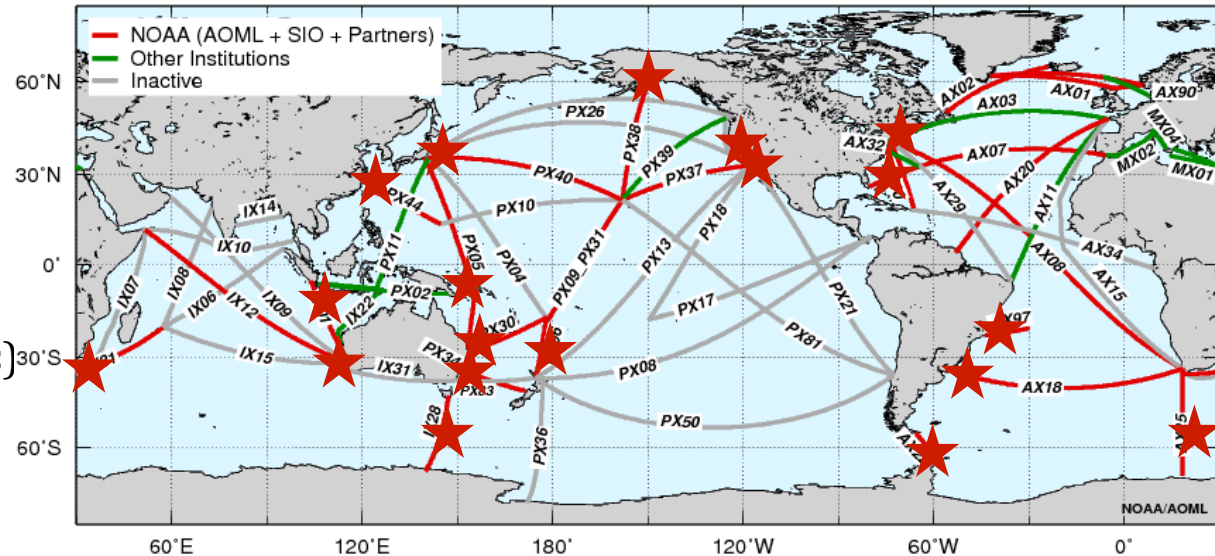 NOAA (AOML + SIO + Partners)
Other Institutions
Inactive
60°N
30°N
0°
30°S
60°S
60°E
120°E
180°
120°W
60°W
0°
s)
PX26
PX38
PX39
PX37
PX40
PX44
PX10
PX11
PX05
PX04
PX09_PX31
PX13
PX18
PX17
PX21
PX81
PX02
PX30
PX34
PX08
PX50
PX36
IX14
IX10
IX07
IX08
IX06
IX12
IX09
IX22
IX15
IX31
IX28
AX02
AX01
AX90
AX03
AX32
AX07
AX20
AX29
AX11
AX08
AX34
AX15
AX18
MX04
MX02
MX01
NOAA/AOML